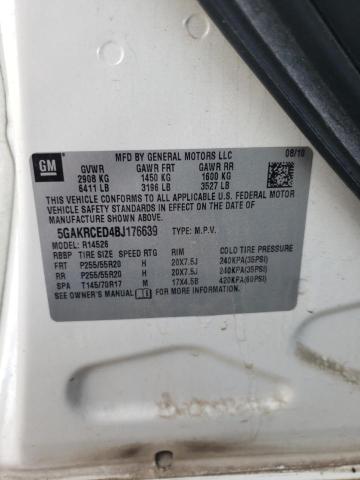 GM
MFD BY GENERAL MOTORS LLC 08/10
GVWR GAWR FRT GAWR RR
2908 KG 1450 KG 1600 KG
6411 LB 3196 LB 3527 LB
THIS VEHICLE CONFORMS TO ALL APPLICABLE U.S. FEDERAL MOTOR
VEHICLE SAFETY AND THEFT PREVENTION STANDARDS IN EFFECT ON
THE DATE OF MANUFACTURE SHOWN ABOVE.
5GAKRCED4BJ176639 TYPE: M.P.V.
MODEL: R14526
RBBP TIRE SIZE SPEED RTG RIM COLD TIRE PRESSURE
FRT P255/55R20 H 20X7.5J 240KPA(35PSI)
RR P255/55R20 H 20X7.5J 240KPA(35PSI)
SPA T145/70R17 M 17X4.5B 420KPA(60PSI)
SEE OWNER'S MANUAL FOR MORE INFORMATION